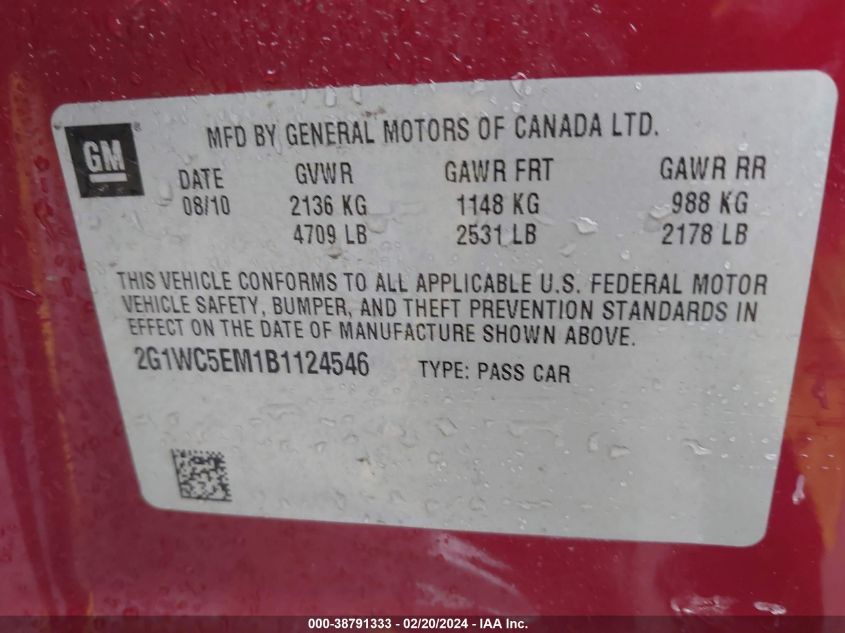 GM
MFD BY GENERAL MOTORS OF CANADA LTD.
DATE GVWR GAWR FRT GAWR RR
08/10 2136 KG 1148 KG 988 KG
4709 LB 2531 LB 2178 LB
THIS VEHICLE CONFORMS TO ALL APPLICABLE U.S. FEDERAL MOTOR
VEHICLE SAFETY, BUMPER, AND THEFT PREVENTION STANDARDS IN
EFFECT ON THE DATE OF MANUFACTURE SHOWN ABOVE.
2G1WC5EM1B1124546 TYPE: PASS CAR
000-38791333 - 02/20/2024 - IAA Inc.